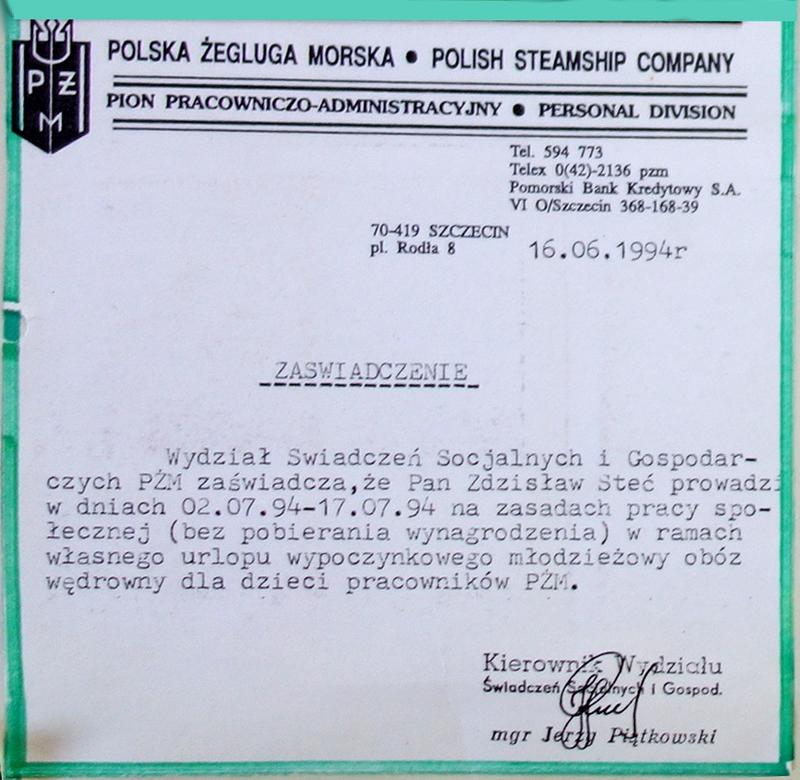 P Ż
M
POLSKA ŻEGLUGA MORSKA • POLISH STEAMSHIP COMPANY
PION PRACOWNICZO-ADMINISTRACYJNY • PERSONAL DIVISION
Tel. 594 773
Telex 0(42)-2136 pzm
Pomorski Bank Kredytowy S.A.
VI O/Szczecin 368-168-39
70-419 SZCZECIN
pl. Rodła 8
16.06.1994r
ZASWIADCZENIE
Wydział Swiadczeń Socjalnych i Gospodar-
czych PŻM zaświadcza,że Pan Zdzisław Steć prowadzi
w dniach 02.07.94-17.07.94 na zasadach pracy spo-
łecznej (bez pobierania wynagrodzenia) w ramach
własnego urlopu wypoczynkowego młodzieżowy obóz
wędrowny dla dzieci pracowników PŻM.
Kierownik Wydziału
Świadczeń Socjalnych i Gospod.
mgr Jerzy Piątkowski